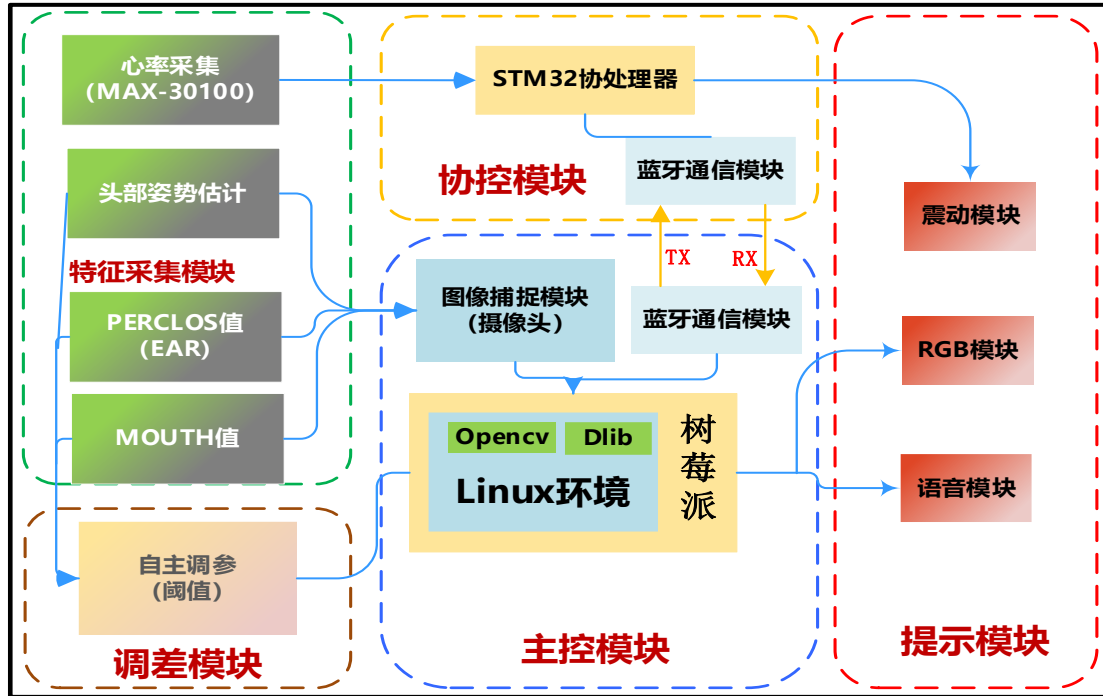 心率采集
(MAX-30100)
头部姿势估计
特征采集模块
PERCLOS值
(EAR)
MOUTH值
自主调参
(阈值)
调差模块
STM32协处理器
协控模块
蓝牙通信模块
TX
RX
图像捕捉模块
(摄像头)
蓝牙通信模块
Opencv
Dlib
Linux环境
树
莓
派
主控模块
震动模块
RGB模块
语音模块
提示模块